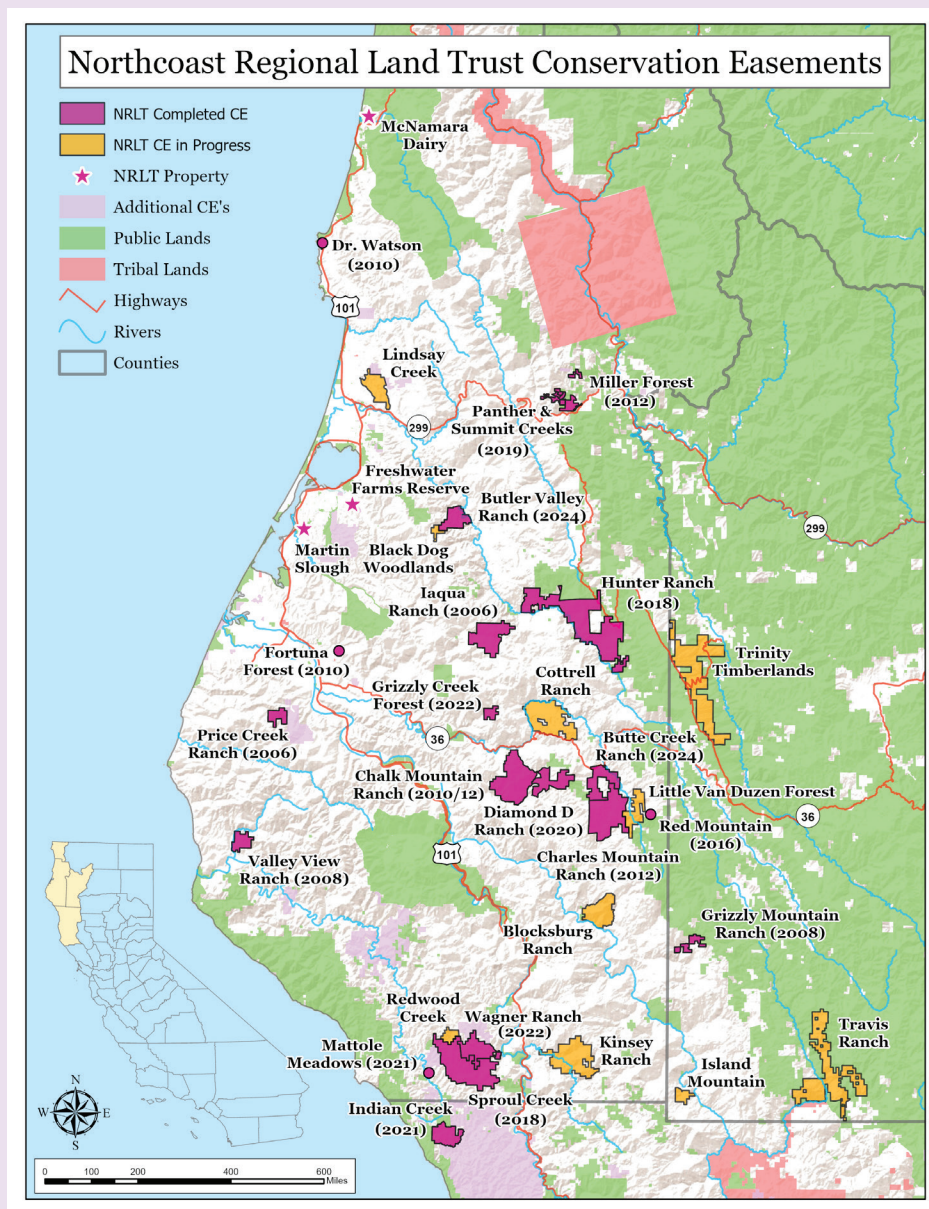 Northcoast Regional Land Trust Conservation Easements
NRLT Completed CE
NRLT CE in Progress
NRLT Property
Additional CE's
Public Lands
Tribal Lands
Highways
Rivers
Counties
McNamara
Dairy
Dr. Watson
(2010)
101
Lindsay
Creek
Miller Forest
(2012)
Panther &
Summit Creeks
(2019)
299
Freshwater
Farms Reserve
Butler Valley
Ranch (2024)
299
Martin
Slough
Black Dog
Woodlands
Iaqua
Ranch (2006)
Hunter Ranch
(2018)
Fortuna
Forest (2010)
Cottrell
Ranch
Trinity
Timberlands
Grizzly Creek
Forest (2022)
Price Creek
Ranch (2006)
36
Butte Creek
Ranch (2024)
Chalk Mountain
Ranch (2010/12)
Diamond D
Ranch (2020)
Little Van Duzen Forest
Red Mountain
(2016)
36
Valley View
Ranch (2008)
101
Charles Mountain
Ranch (2012)
Blocksburg
Ranch
Grizzly Mountain
Ranch (2008)
Redwood
Creek
Wagner Ranch
(2022)
Mattole
Meadows (2021)
Kinsey
Ranch
Travis
Ranch
Island
Mountain
Indian Creek
(2021)
Sproul Creek
(2018)
N
W
E
S
0 100 200 400 600
Miles